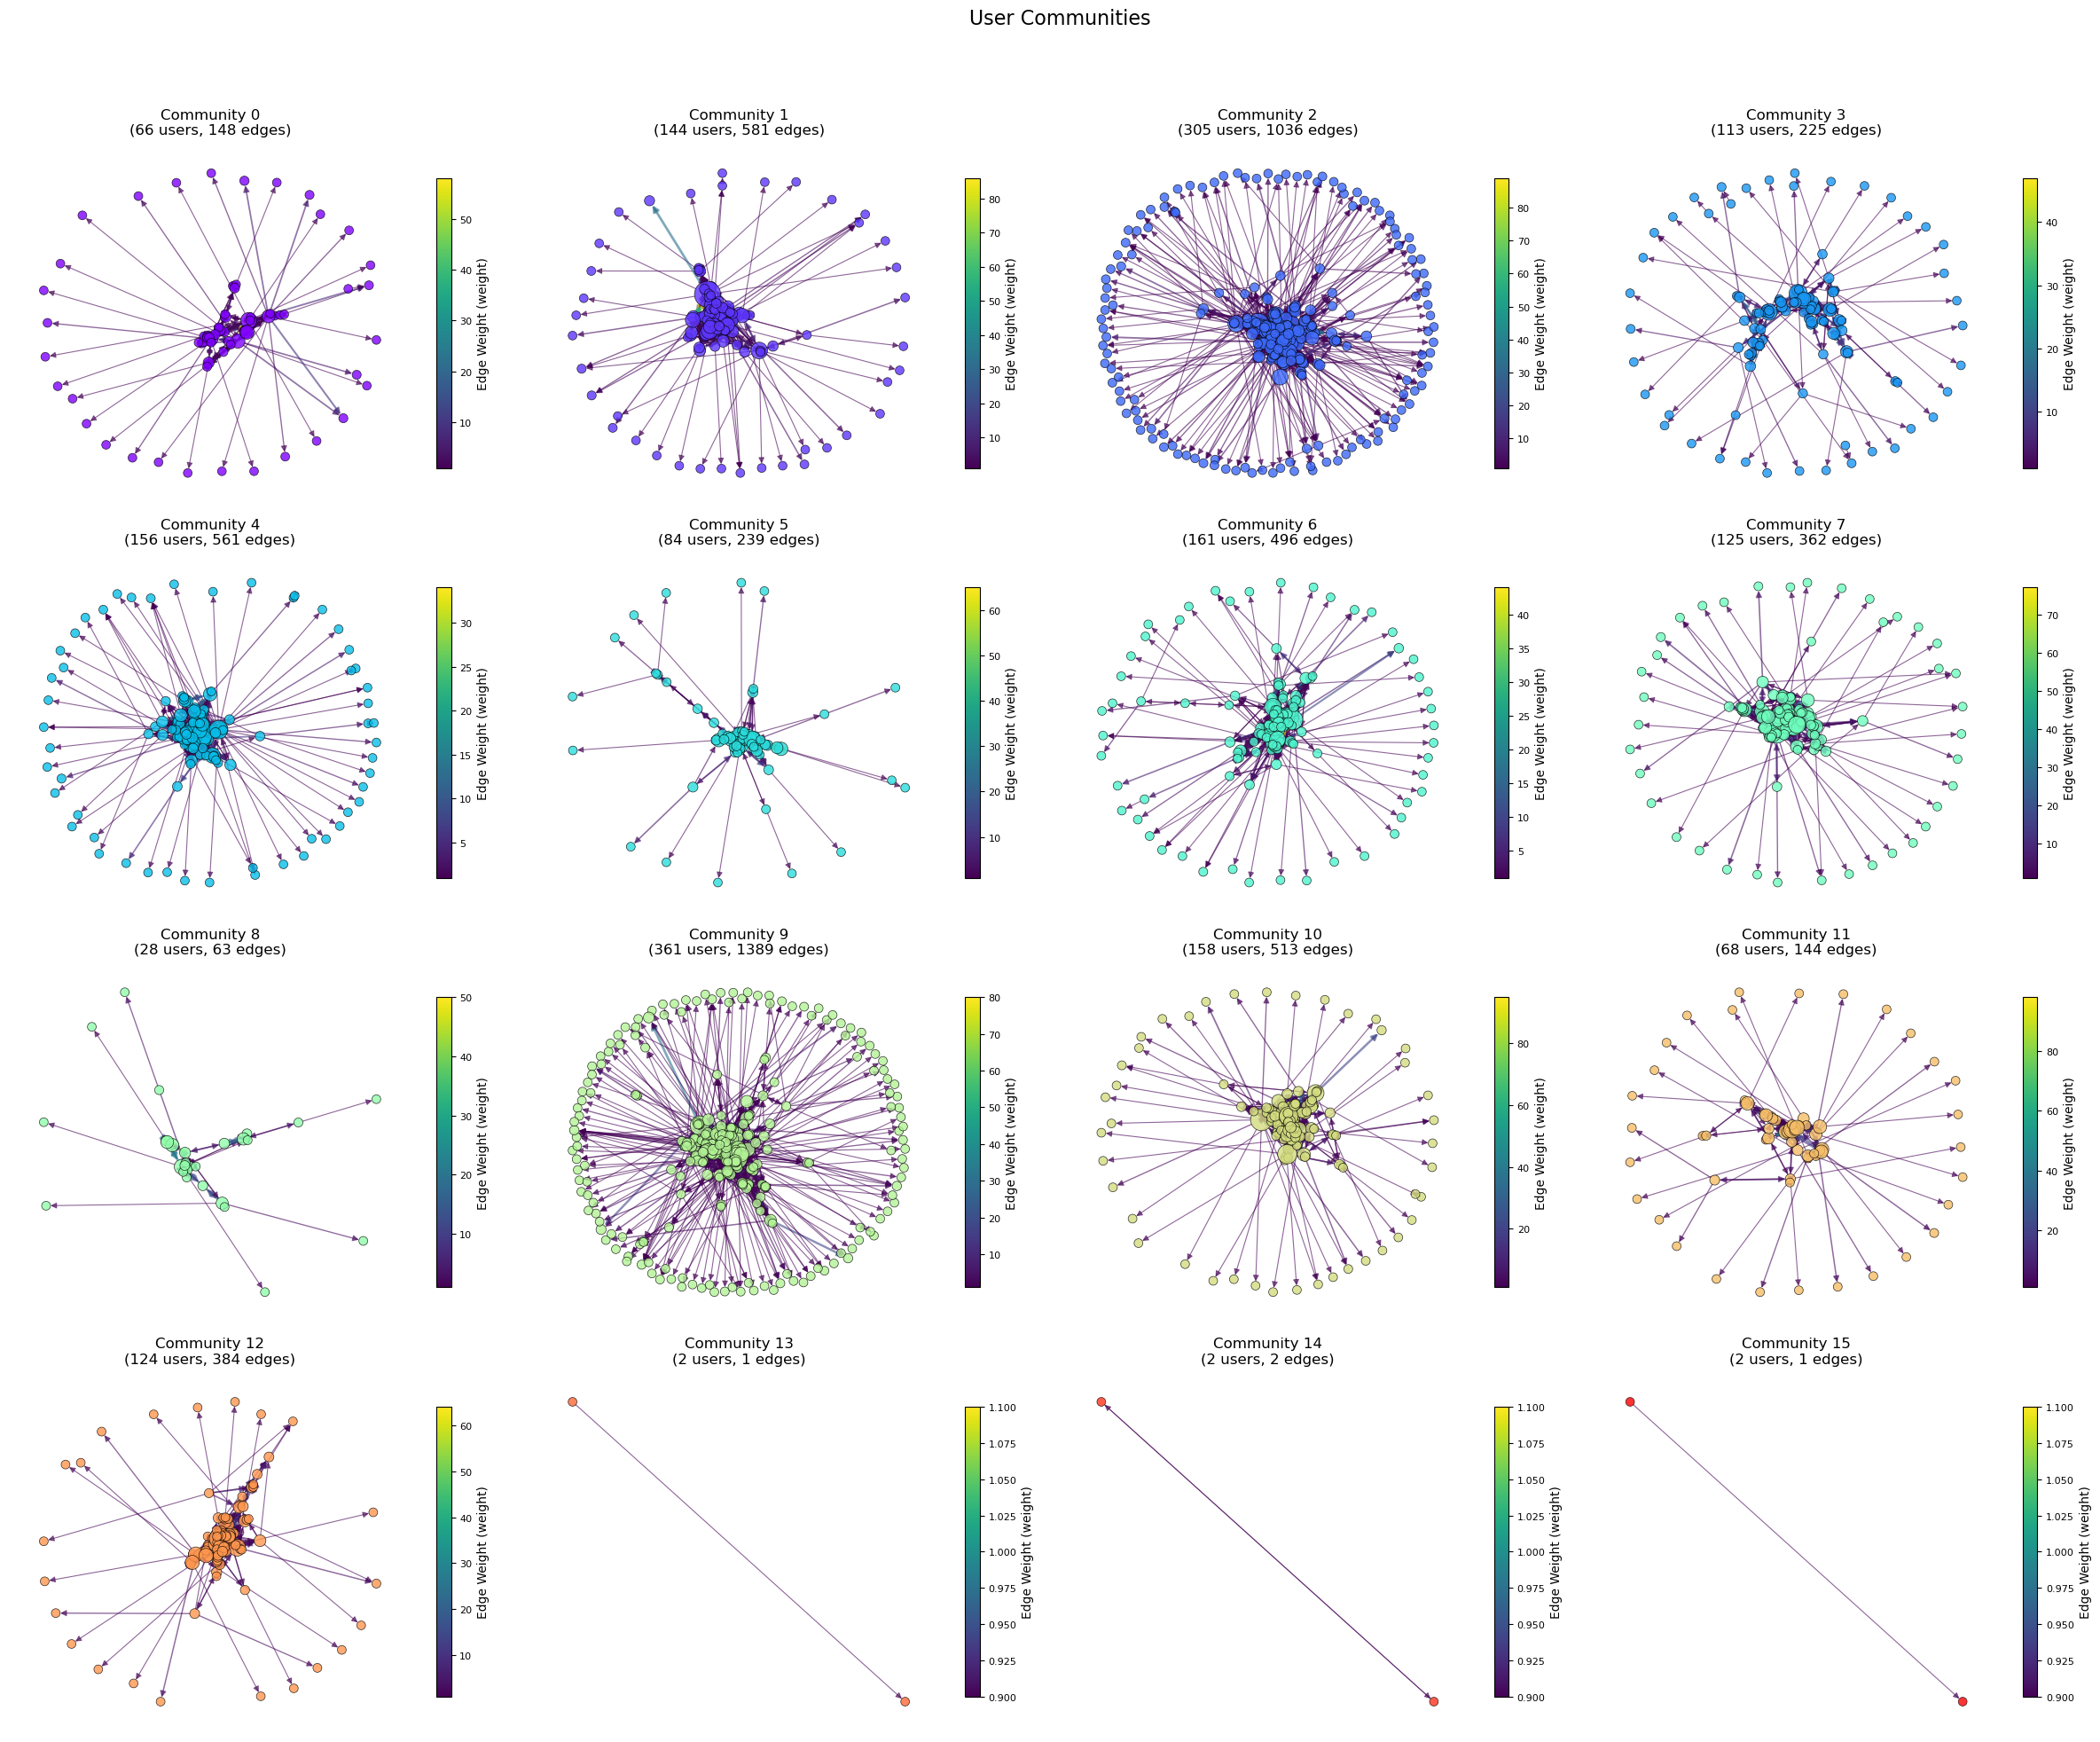 User Communities
Community 0
(66 users, 148 edges)
50
40
30
20
10
Edge Weight (weight)
Community 1
(144 users, 581 edges)
80
70
60
50
40
30
20
10
Edge Weight (weight)
Community 2
(305 users, 1036 edges)
80
70
60
50
40
30
20
10
Edge Weight (weight)
Community 3
(113 users, 225 edges)
40
30
20
10
Edge Weight (weight)
Community 4
(156 users, 561 edges)
30
25
20
15
10
5
Edge Weight (weight)
Community 5
(84 users, 239 edges)
60
50
40
30
20
10
Edge Weight (weight)
Community 6
(161 users, 496 edges)
40
35
30
25
20
15
10
5
Edge Weight (weight)
Community 7
(125 users, 362 edges)
70
60
50
40
30
20
10
Edge Weight (weight)
Community 8
(28 users, 63 edges)
50
40
30
20
10
Edge Weight (weight)
Community 9
(361 users, 1389 edges)
80
70
60
50
40
30
20
10
Edge Weight (weight)
Community 10
(158 users, 513 edges)
80
60
40
20
Edge Weight (weight)
Community 11
(68 users, 144 edges)
80
60
40
20
Edge Weight (weight)
Community 12
(124 users, 384 edges)
60
50
40
30
20
10
Edge Weight (weight)
Community 13
(2 users, 1 edges)
1.100
1.075
1.050
1.025
1.000
0.975
0.950
0.925
0.900
Edge Weight (weight)
Community 14
(2 users, 2 edges)
1.100
1.075
1.050
1.025
1.000
0.975
0.950
0.925
0.900
Edge Weight (weight)
Community 15
(2 users, 1 edges)
1.100
1.075
1.050
1.025
1.000
0.975
0.950
0.925
0.900
Edge Weight (weight)